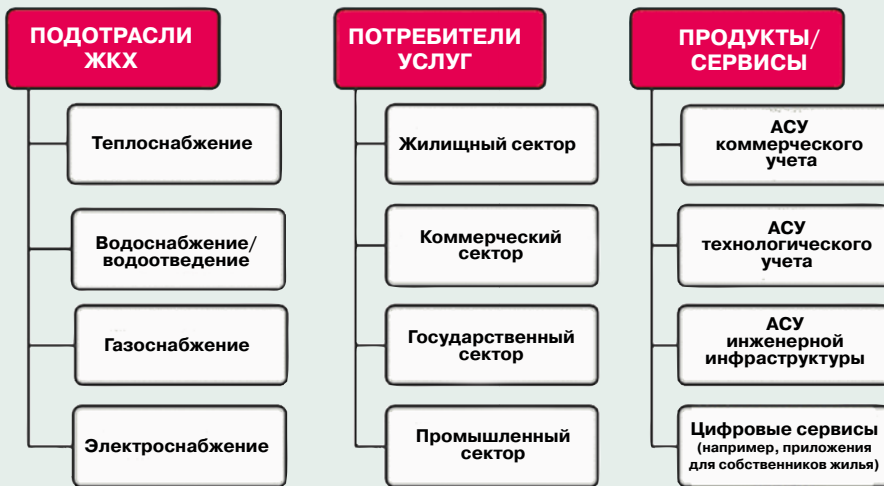 ПОДОТРАСЛИ
ЖКХ
Теплоснабжение
Водоснабжение/
водоотведение
Газоснабжение
Электроснабжение
ПОТРЕБИТЕЛИ
УСЛУГ
Жилищный сектор
Коммерческий
сектор
Государственный
сектор
Промышленный
сектор
ПРОДУКТЫ/
СЕРВИСЫ
АСУ
коммерческого
учета
АСУ
технологического
учета
АСУ
инженерной
инфраструктуры
Цифровые сервисы
(например, приложения
для собственников жилья)